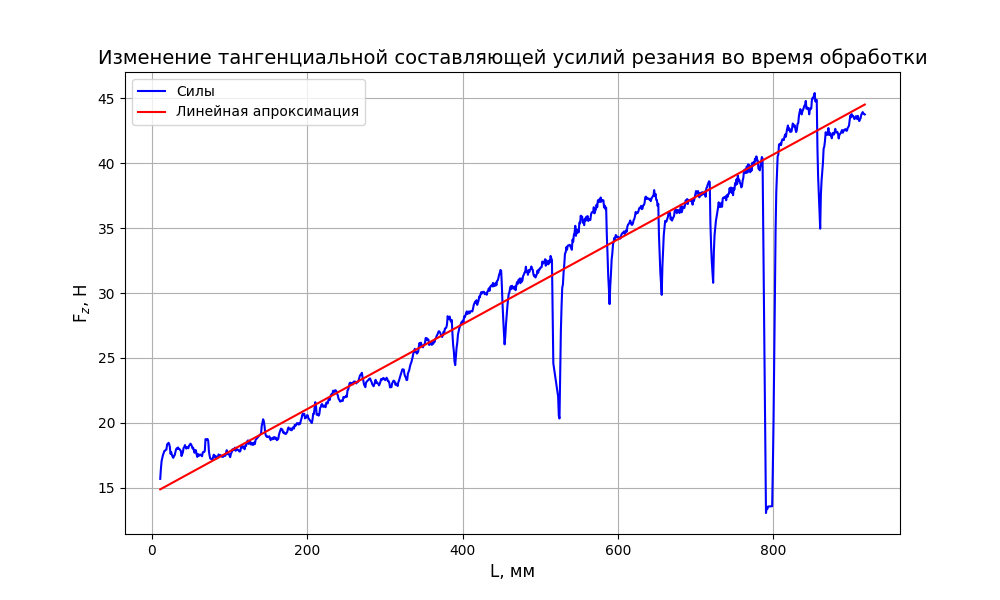 Изменение тангенциальной составляющей усилий резания во время обработки
Силы
Линейная апроксимация
45
40
35
30
25
20
15
F_z, Н
0 200 400 600 800
L, мм